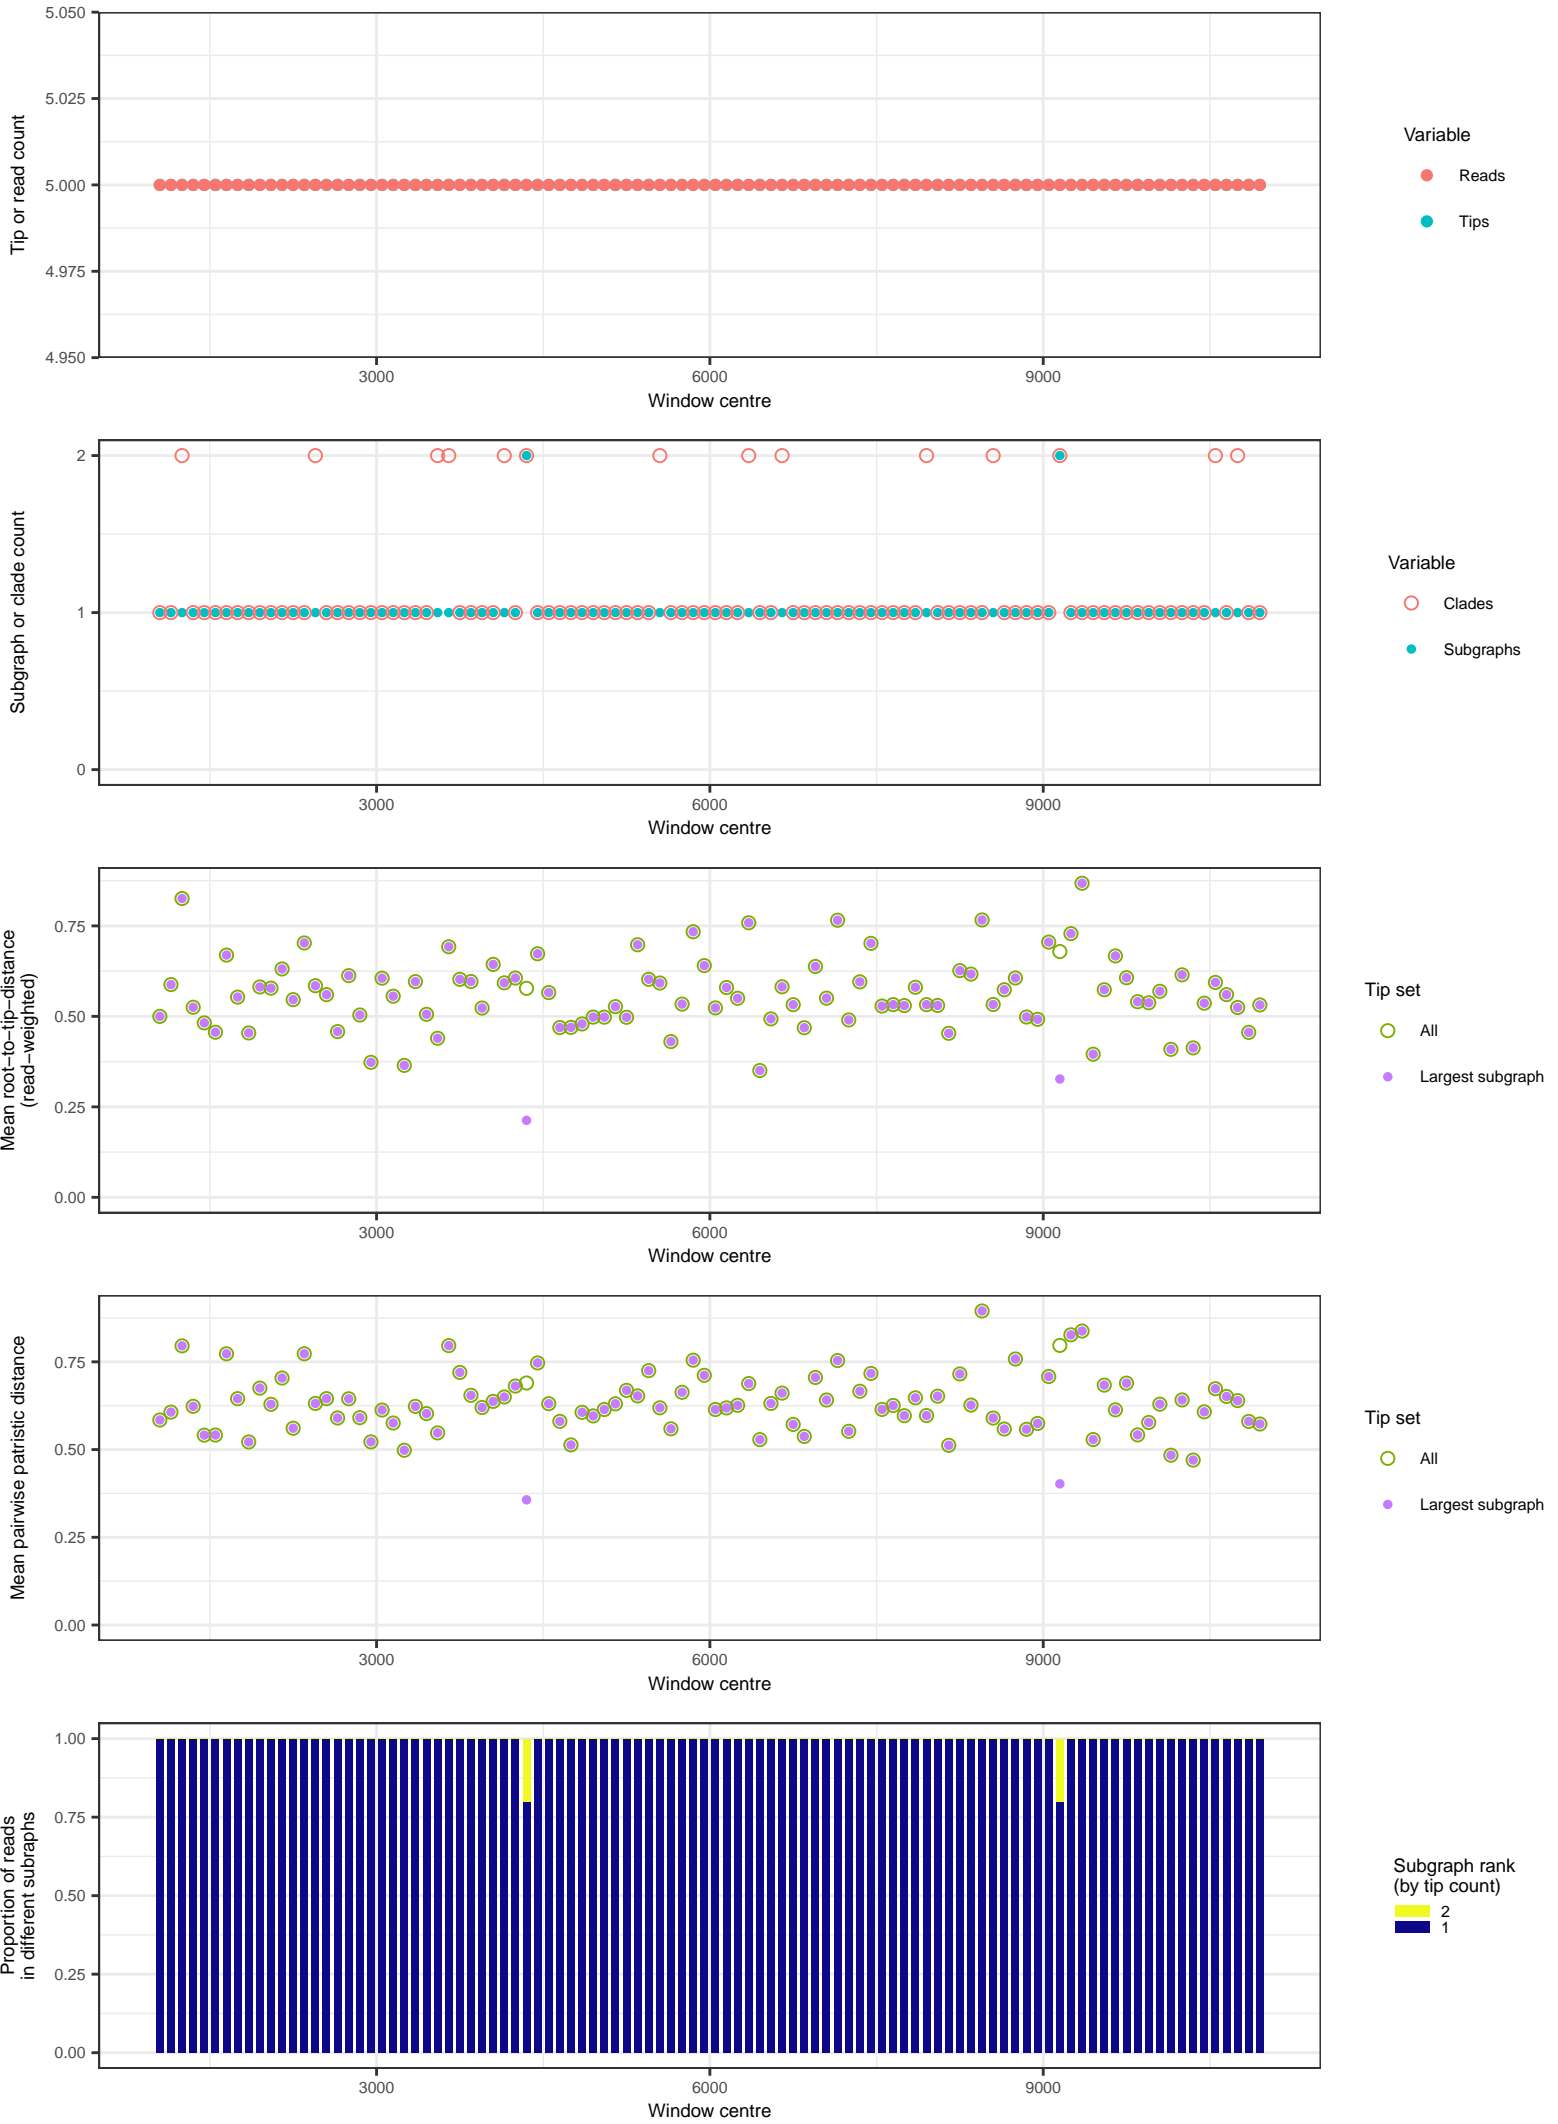 5.050
5.025
5.000
4.975
4.950
Tip or read count
3000 6000 9000
Window centre
Variable
Reads
Tips
2
1
0
Subgraph or clade count
3000 6000 9000
Window centre
Variable
Clades
Subgraphs
0.75
0.50
0.25
0.00
Mean root−to−tip−distance
(read−weighted)
3000 6000 9000
Window centre
Tip set
All
Largest subgraph
0.75
0.50
0.25
0.00
Mean pairwise patristic distance
3000 6000 9000
Window centre
Tip set
All
Largest subgraph
1.00
0.75
0.50
0.25
0.00
Proportion of reads
in different subraphs
3000 6000 9000
Window centre
Subgraph rank
(by tip count)
2
1